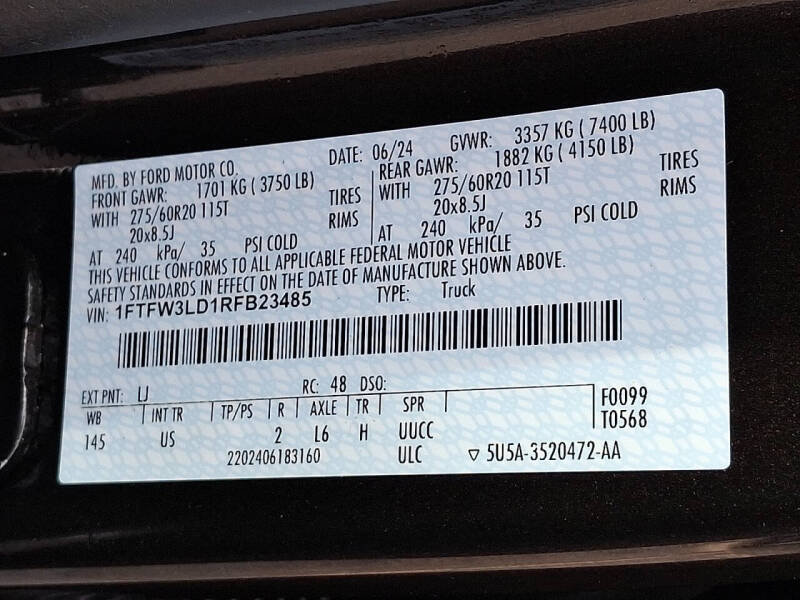 MFD. BY FORD MOTOR CO. DATE: 06/24 GVWR: 3357 KG ( 7400 LB)
FRONT GAWR: 1701 KG ( 3750 LB)
WITH 275/60R20 115T TIRES
20x8.5J RIMS
AT 240 kPa/ 35 PSI COLD
REAR GAWR: 1882 KG ( 4150 LB)
WITH 275/60R20 115T TIRES
20x8.5J RIMS
AT 240 kPa/ 35 PSI COLD
THIS VEHICLE CONFORMS TO ALL APPLICABLE FEDERAL MOTOR VEHICLE
SAFETY STANDARDS IN EFFECT ON THE DATE OF MANUFACTURE SHOWN ABOVE.
VIN: 1FTFW3LD1RFB23485 TYPE: Truck
EXT PNT: LJ RC: 48 DSO:
WB INT TR TP/PS R AXLE TR SPR F0099
145 US 2 L6 H UUCC T0568
2202406183160 ULC ▽ 5U5A-3520472-AA